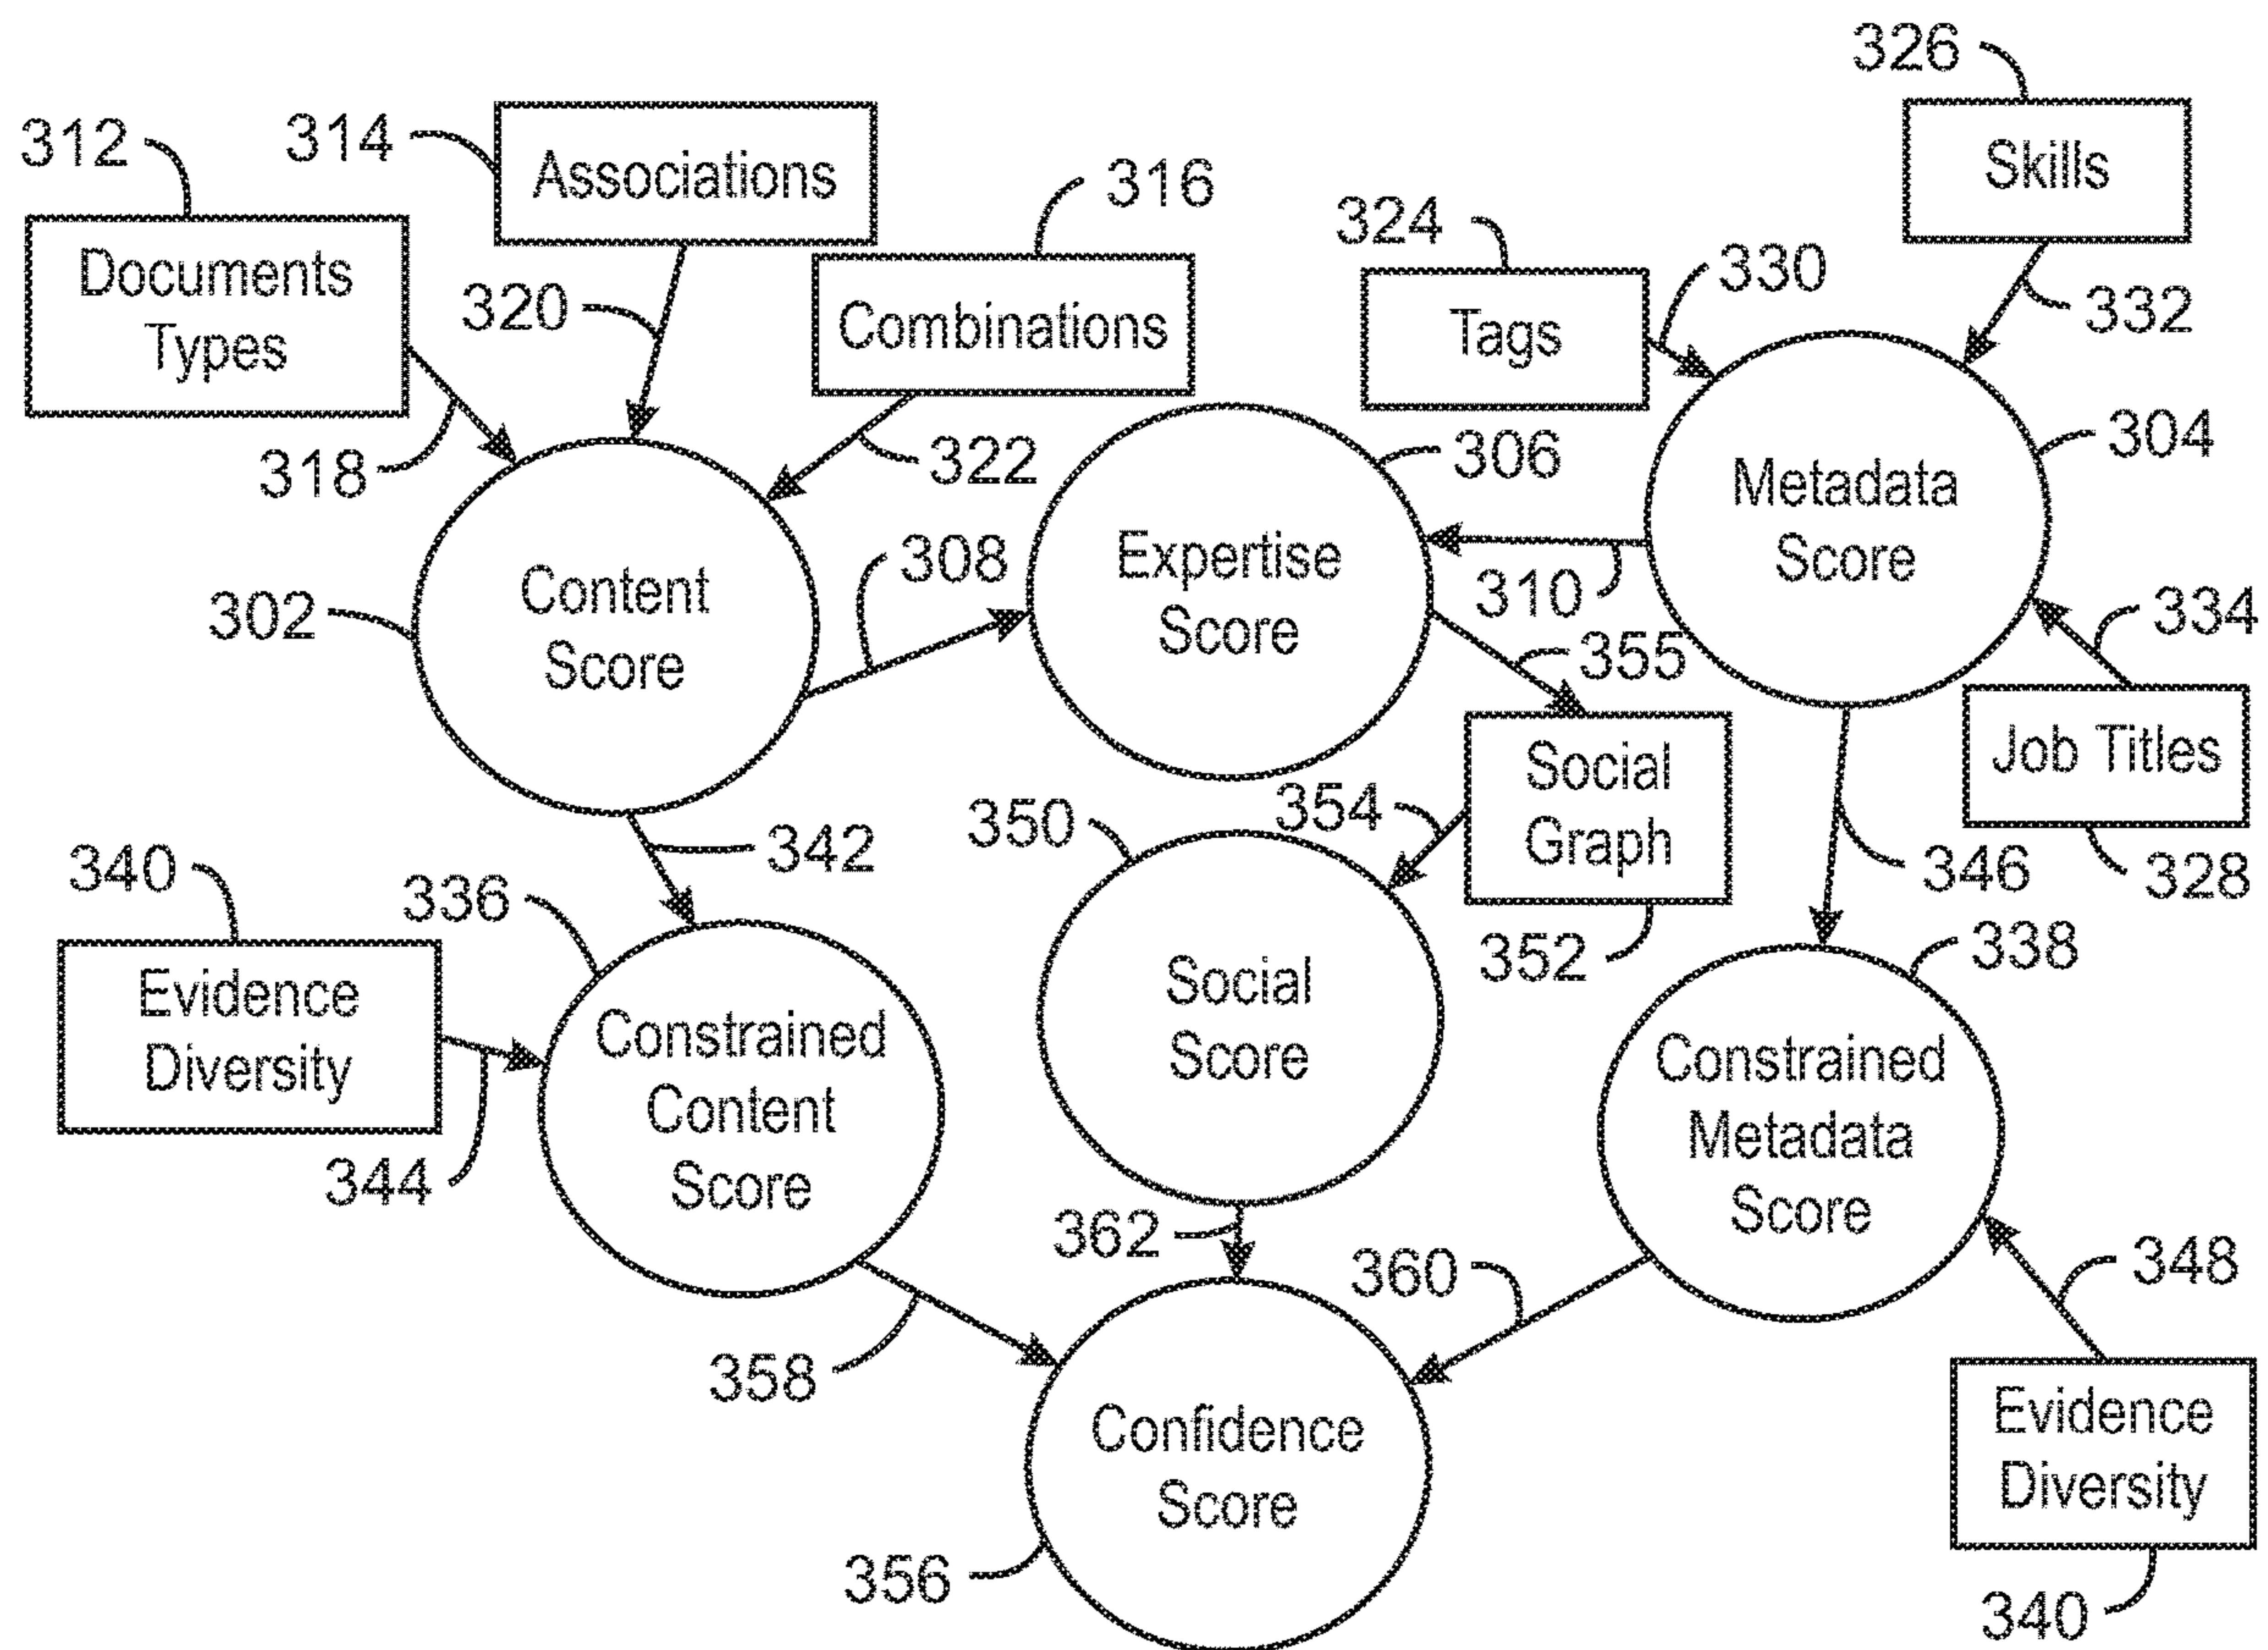 326
312
314
Associations
Skills
316
324
Documents
Types
320
Combinations
330
Tags
332
318
322
306
304
Metadata
Score
308
Expertise
Score
310
302
Content
Score
334
355
Job Titles
Social
Graph
354
350
342
346
328
340
336
352
338
Evidence
Diversity
Social
Score
Constrained
Content
Score
Constrained
Metadata
Score
344
362
360
348
358
Confidence
Score
Evidence
Diversity
356
340